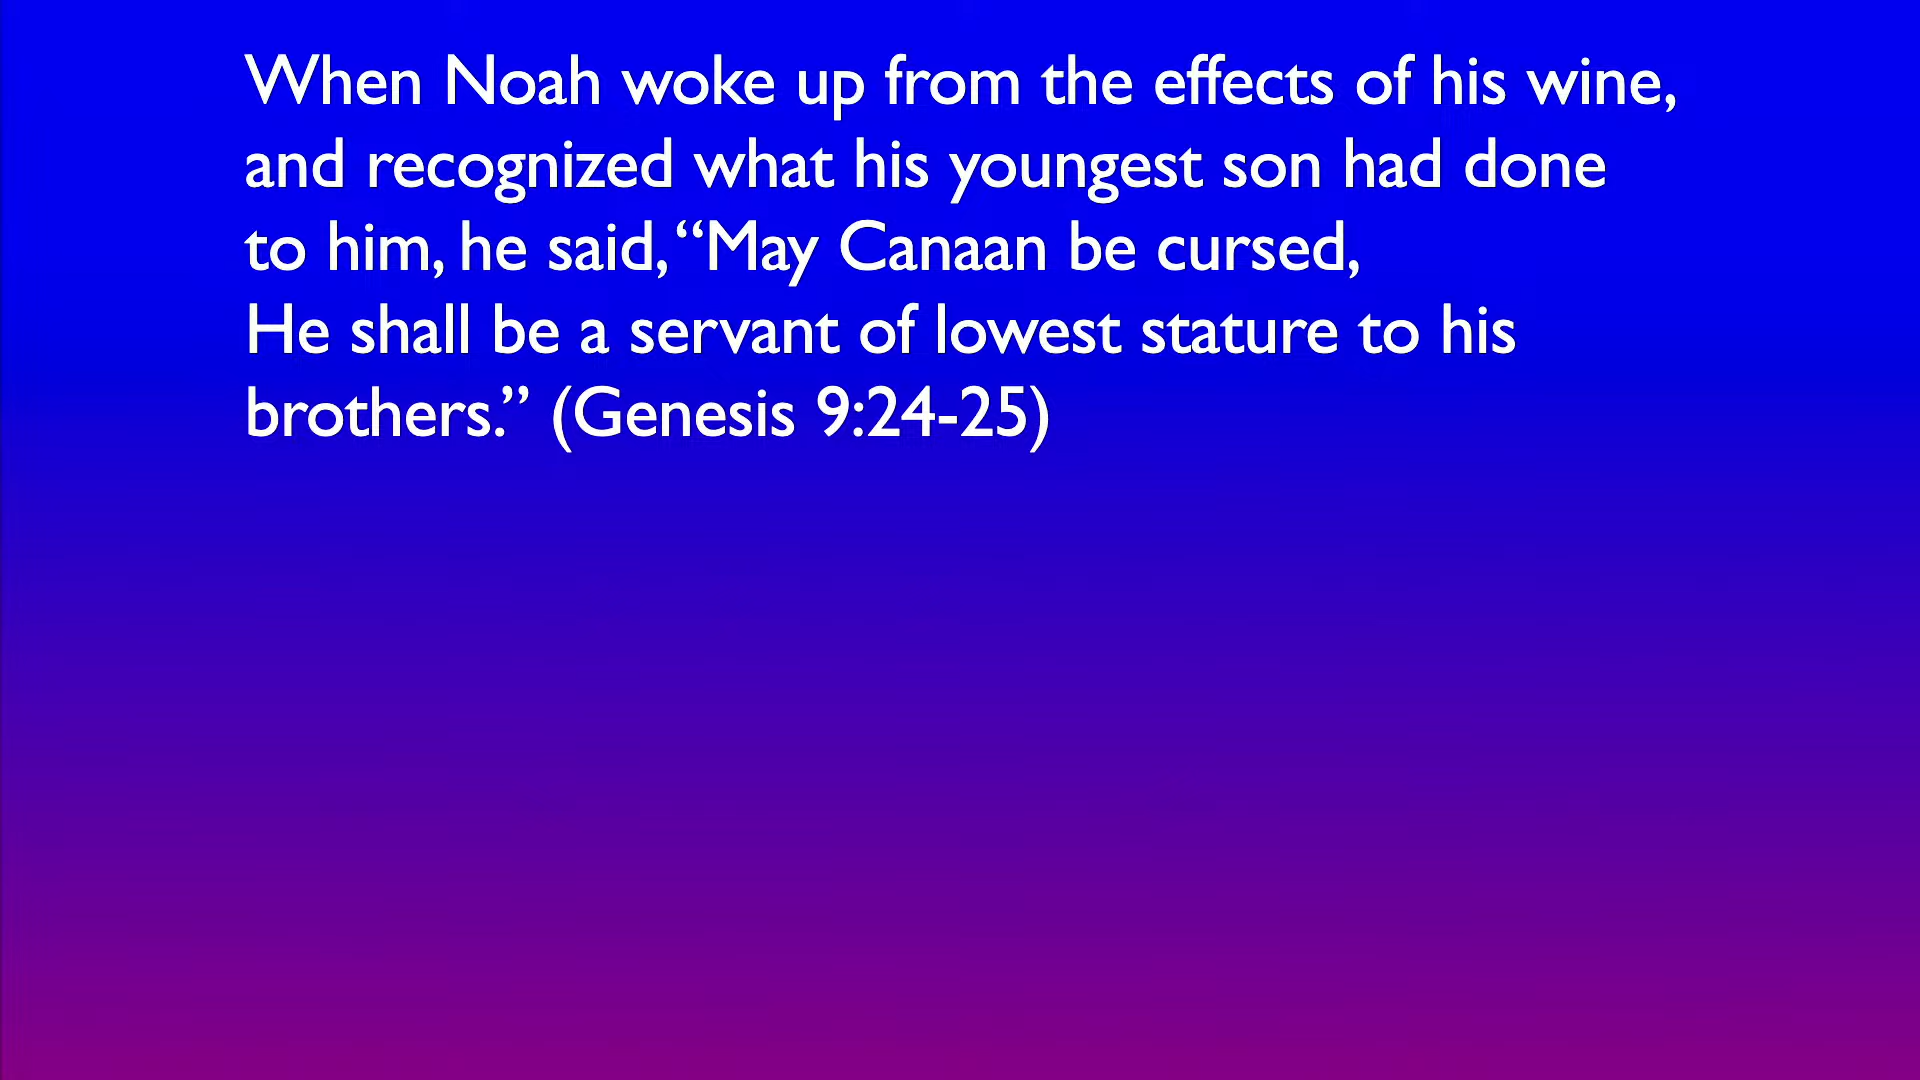 When Noah woke up from the effects of his wine,
and recognized what his youngest son had done
to him, he said, “May Canaan be cursed,
He shall be a servant of lowest stature to his
brothers.” (Genesis 9:24-25)